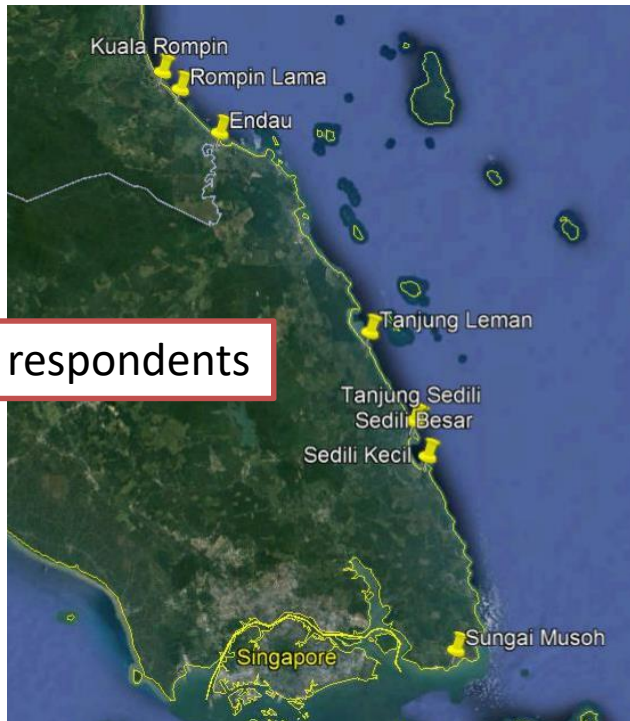 Kuala Rompin
Rompin Lama
Endau
Tanjung Leman
respondents
Tanjung Sedili
Sedili Besar
Sedili Kecil
Sungai Musoh
Singapore